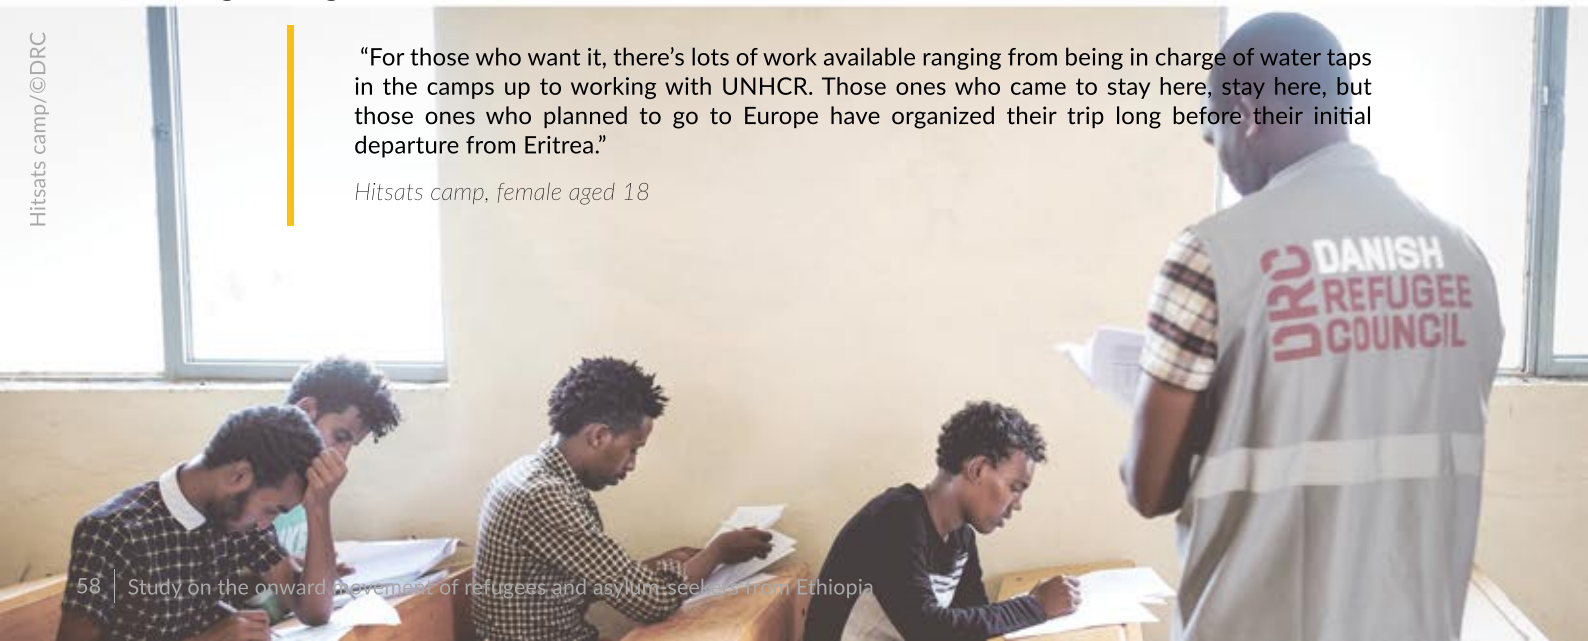 “For those who want it, there’s lots of work available ranging from being in charge of water taps
in the camps up to working with UNHCR. Those ones who came to stay here, stay here, but
those ones who planned to go to Europe have organized their trip long before their initial
departure from Eritrea.”
Hitsats camp, female aged 18
Hitsats camp/©DRC
DRC DANISH
REFUGEE
COUNCIL
58 | Study on the onward movement of refugees and asylum-seekers from Ethiopia